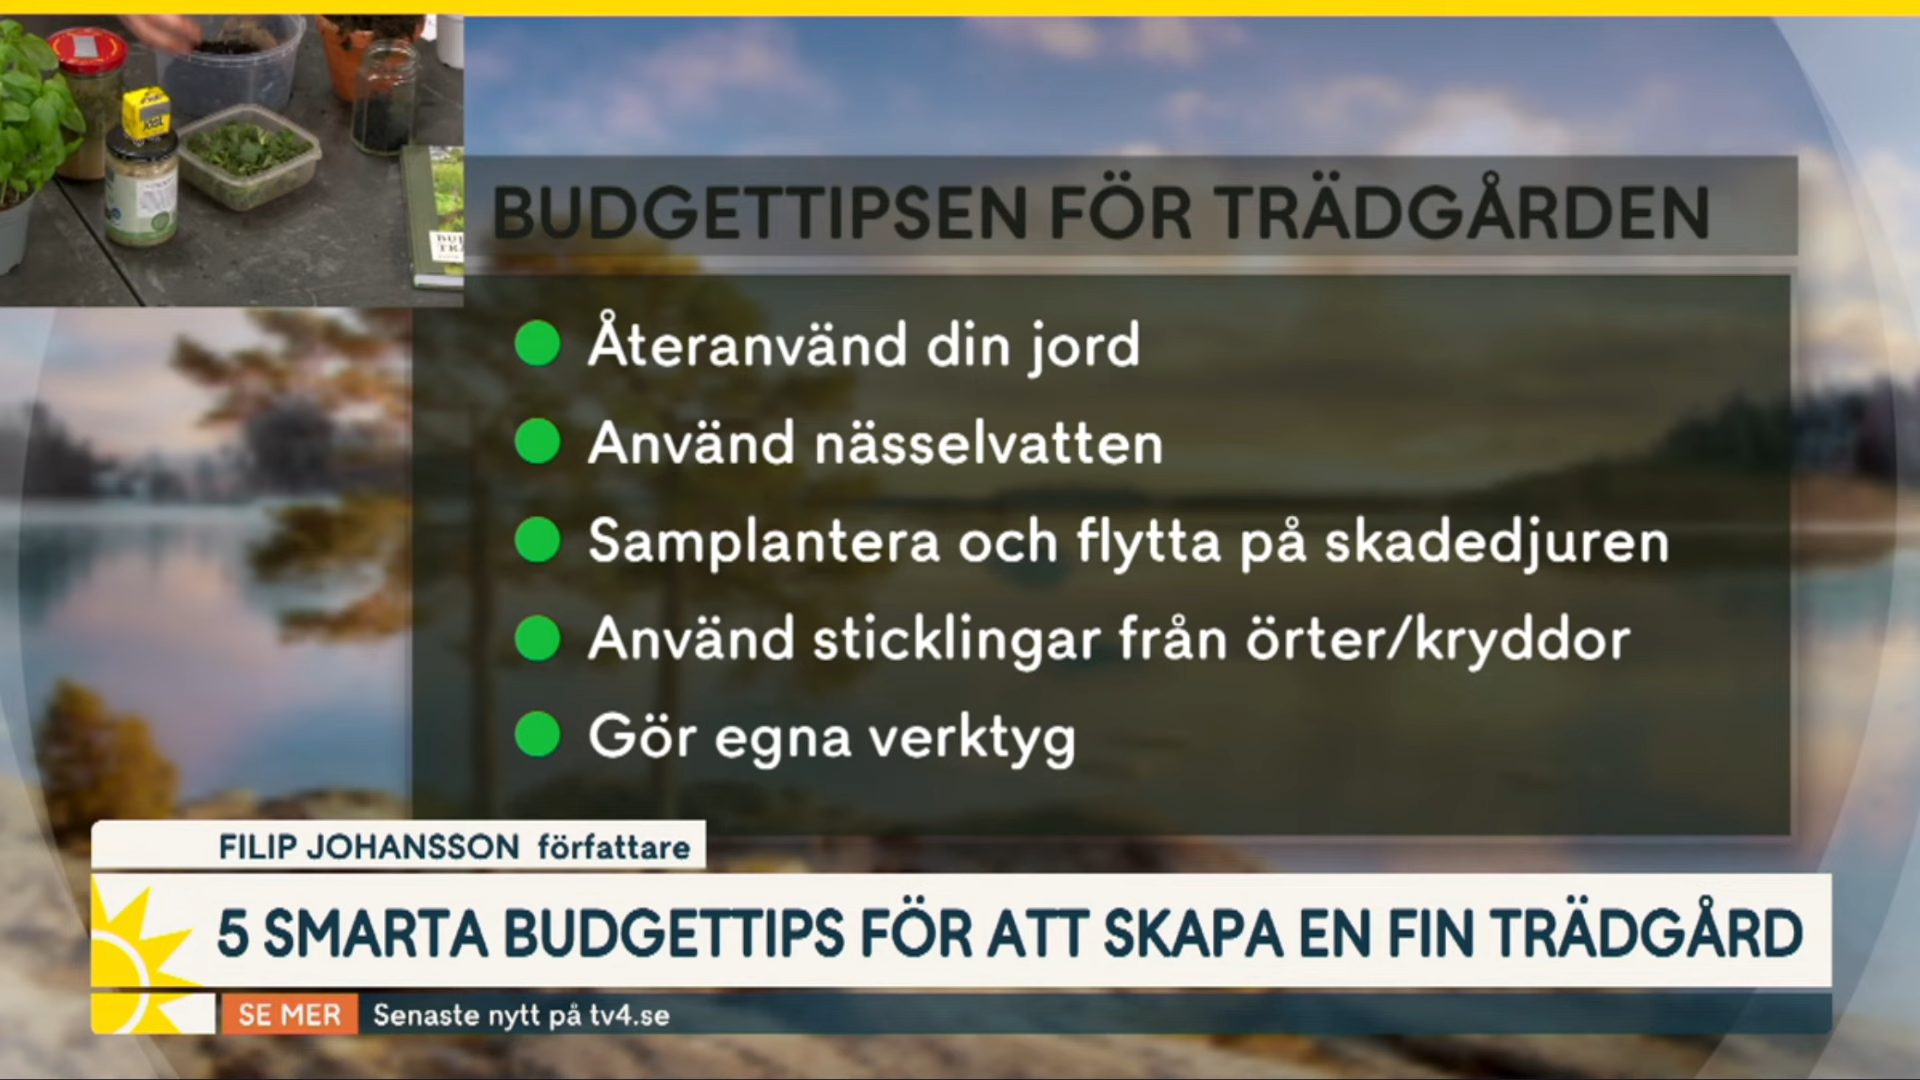 BUDGETTIPSEN FÖR TRÄDGÅRDEN
Återanvänd din jord
Använd nässelvatten
Samplantera och flytta på skadedjuren
Använd sticklingar från örter/kryddor
Gör egna verktyg
FILIP JOHANSSON författare
5 SMARTA BUDGETTIPS FÖR ATT SKAPA EN FIN TRÄDGÅRD
SE MER Senaste nytt på tv4.se